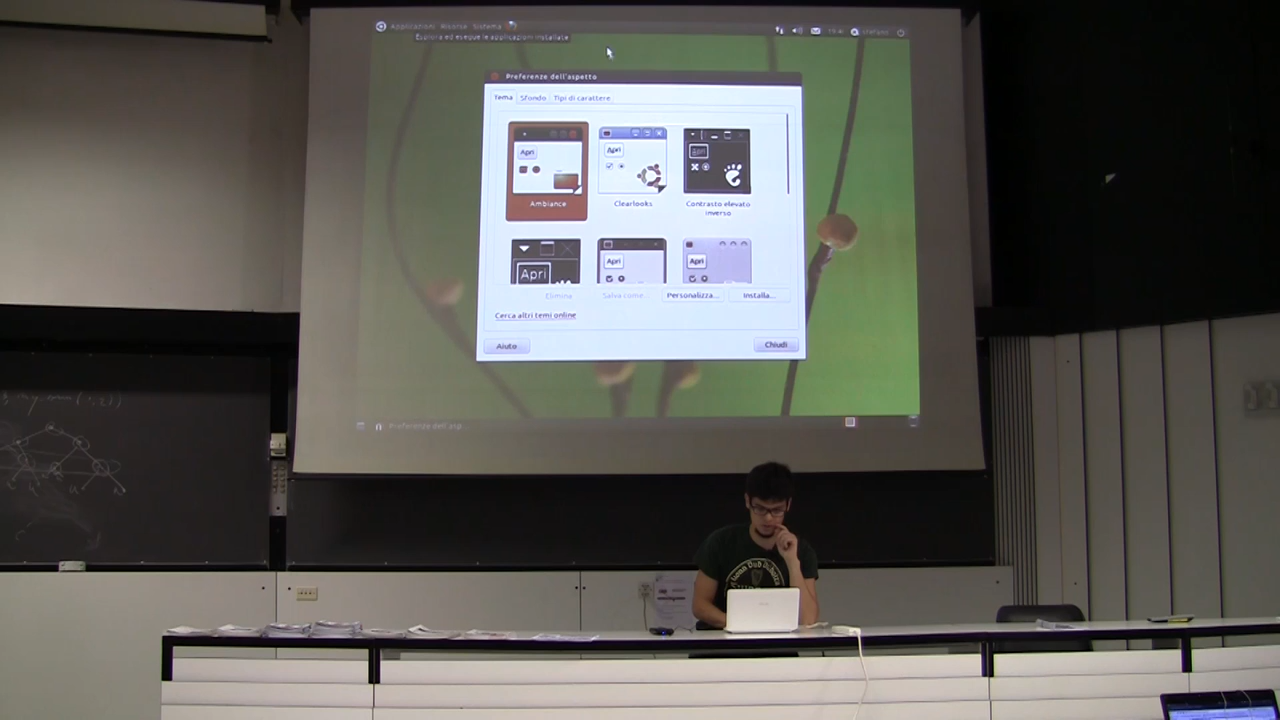 Applicazioni Risorse Sistema
stefano
Esplora ed esegue le applicazioni installate
Preferenze dell'aspetto
Tema Sfondo Tipi di carattere
Apri Apri Apri
Ambiance Clearlooks Contrasto elevato
inverso
Apri Apri Apri
Elimina Salva come... Personalizza... Installa...
Cerca altri temi online
Aiuto Chiudi
Preferenze dell'asp...